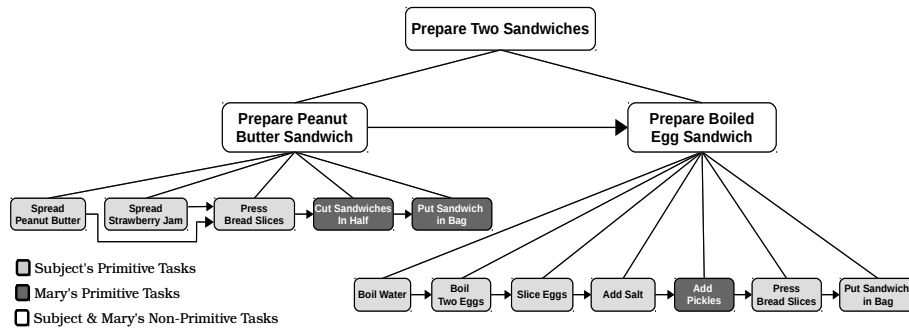 Prepare Two Sandwiches
Prepare Peanut
Butter Sandwich
Prepare Boiled
Egg Sandwich
Spread
Peanut Butter
Spread
Strawberry Jam
Press
Bread Slices
Cut Sandwiches
In Half
Put Sandwich
in Bag
Subject's Primitive Tasks
Mary's Primitive Tasks
Subject & Mary's Non-Primitive Tasks
Boil Water
Boil
Two Eggs
Slice Eggs
Add Salt
Add
Pickles
Press
Bread Slices
Put Sandwich
in Bag